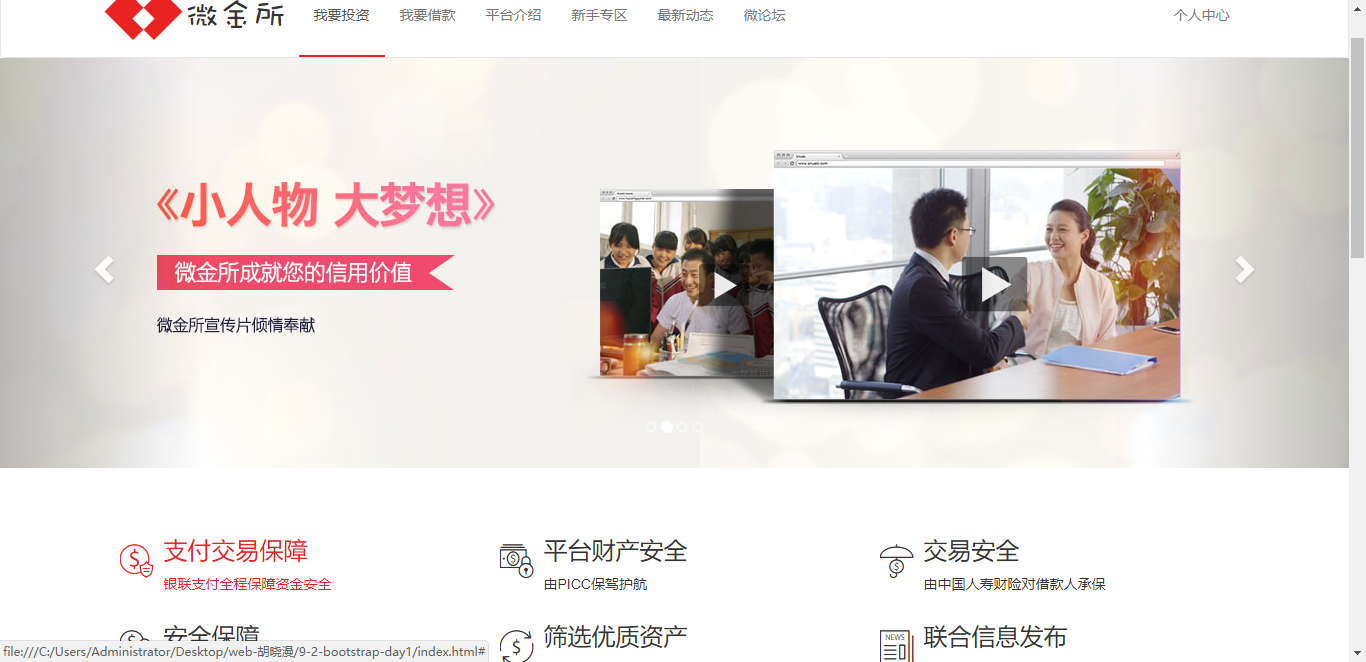 微金所
我要投资 我要借款 平台介绍 新手专区 最新动态 微论坛 个人中心
《小人物 大梦想》
微金所成就您的信用价值
微金所宣传片倾情奉献
支付交易保障
银联支付全程保障资金安全
平台财产安全
由PICC保驾护航
交易安全
由中国人寿财险对借款人承保
安全保障
筛选优质资产
NEWS
联合信息发布
file:///C:/Users/Administrator/Desktop/web-胡晓漫/9-2-bootstrap-day1/index.html#